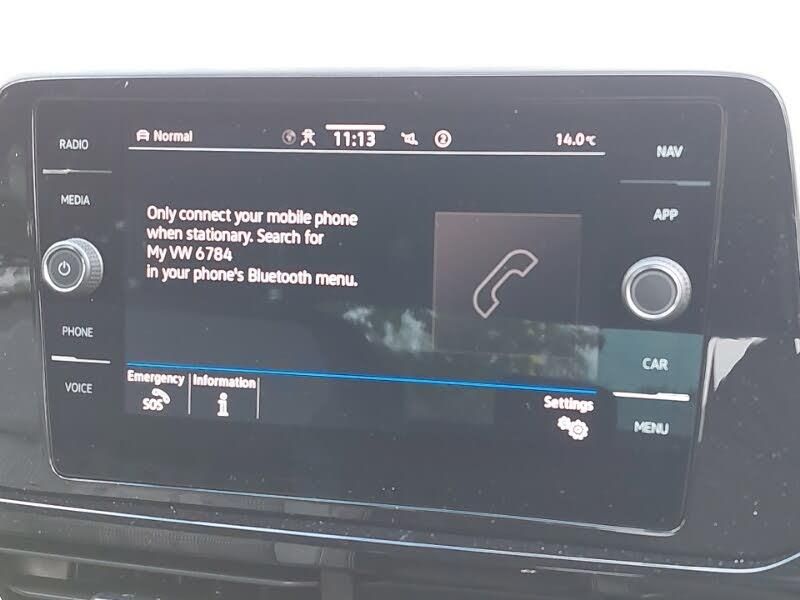 RADIO
MEDIA
PHONE
VOICE
Normal
11:13
2
14.0°C
Only connect your mobile phone
when stationary. Search for
My VW 6784
in your phone's Bluetooth menu.
Emergency
SOS
Information
i
Settings
NAV
APP
CAR
MENU